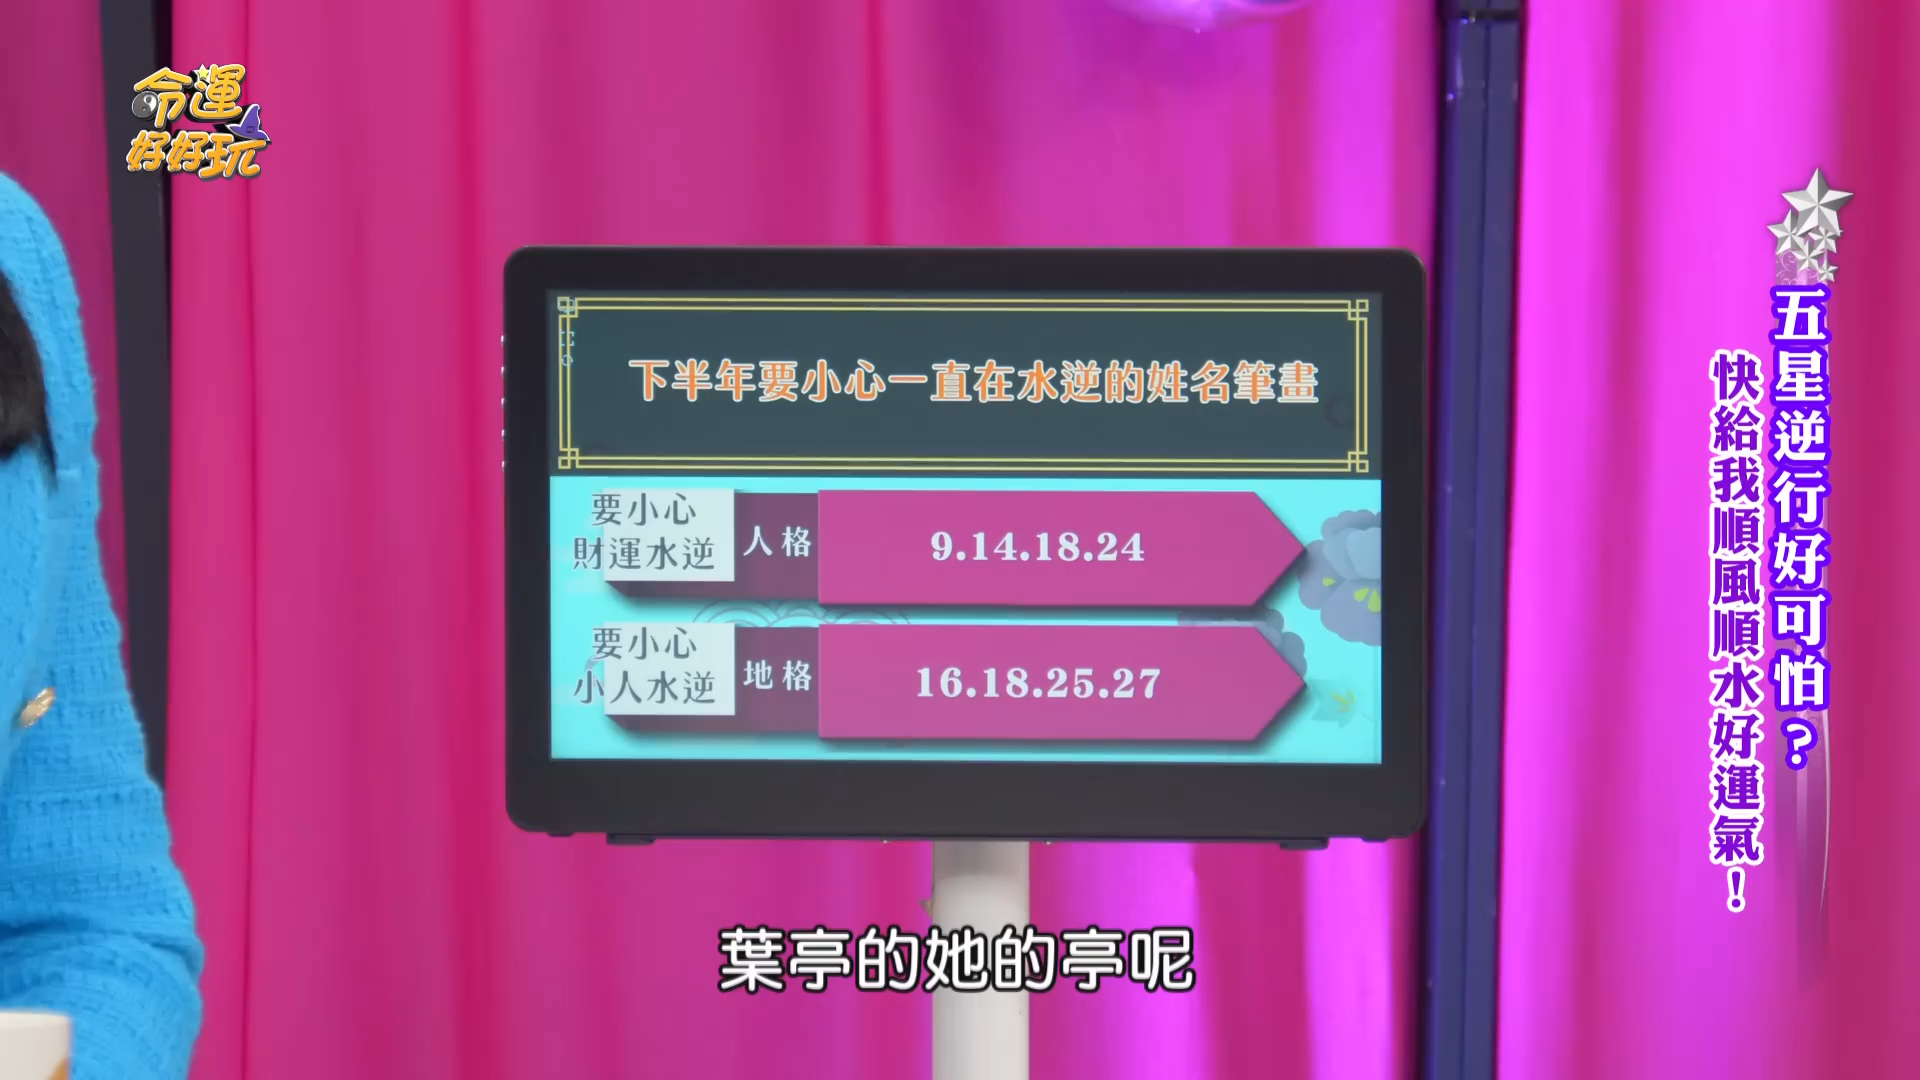 命運
好好玩
五星逆行好可怕？
快給我順風順水好運氣！
下半年要小心一直在水逆的姓名筆畫
要小心
財運水逆
人格
9.14.18.24
要小心
小人水逆
地格
16.18.25.27
葉亭的她的亭呢